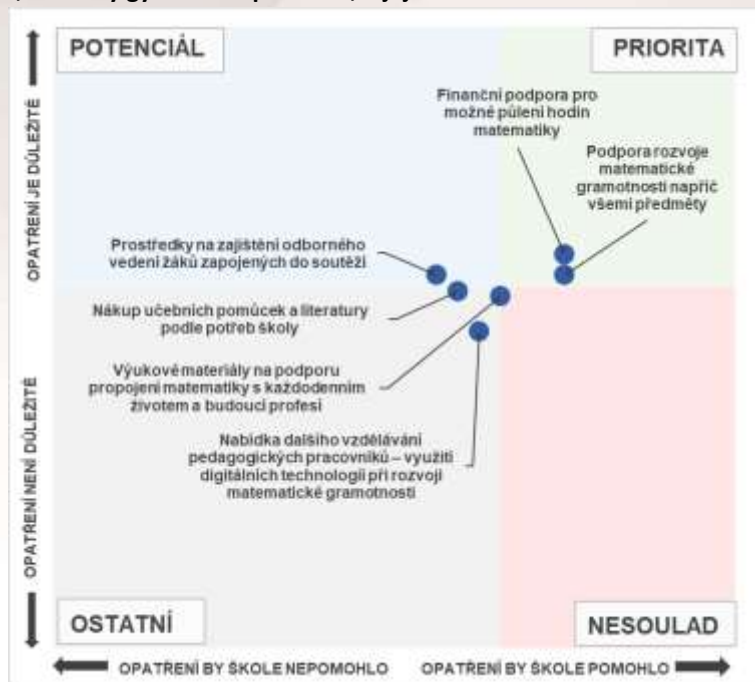 POTENCIÁL
PRIORITA
Finanční podpora pro
možné půlení hodin
matematiky
Podpora rozvoje
matematické
gramotnosti napříč
všemi předměty
Prostředky na zajištění odborného
vedení žáků zapojených do soutěží
Nákup učebních pomůcek a literatury
podle potřeb školy
Výukové materiály na podporu
propojení matematiky s každodenním
životem a budoucí profesí
Nabídka dalšího vzdělávání
pedagogických pracovníků – využití
digitálních technologií při rozvoji
matematické gramotnosti
OPATŘENÍ JE DŮLEŽITÉ
OPATŘENÍ NENÍ DŮLEŽITÉ
OSTATNÍ
NESOULAD
OPATŘENÍ BY ŠKOLE NEPOMOHLO
OPATŘENÍ BY ŠKOLE POMOHLO